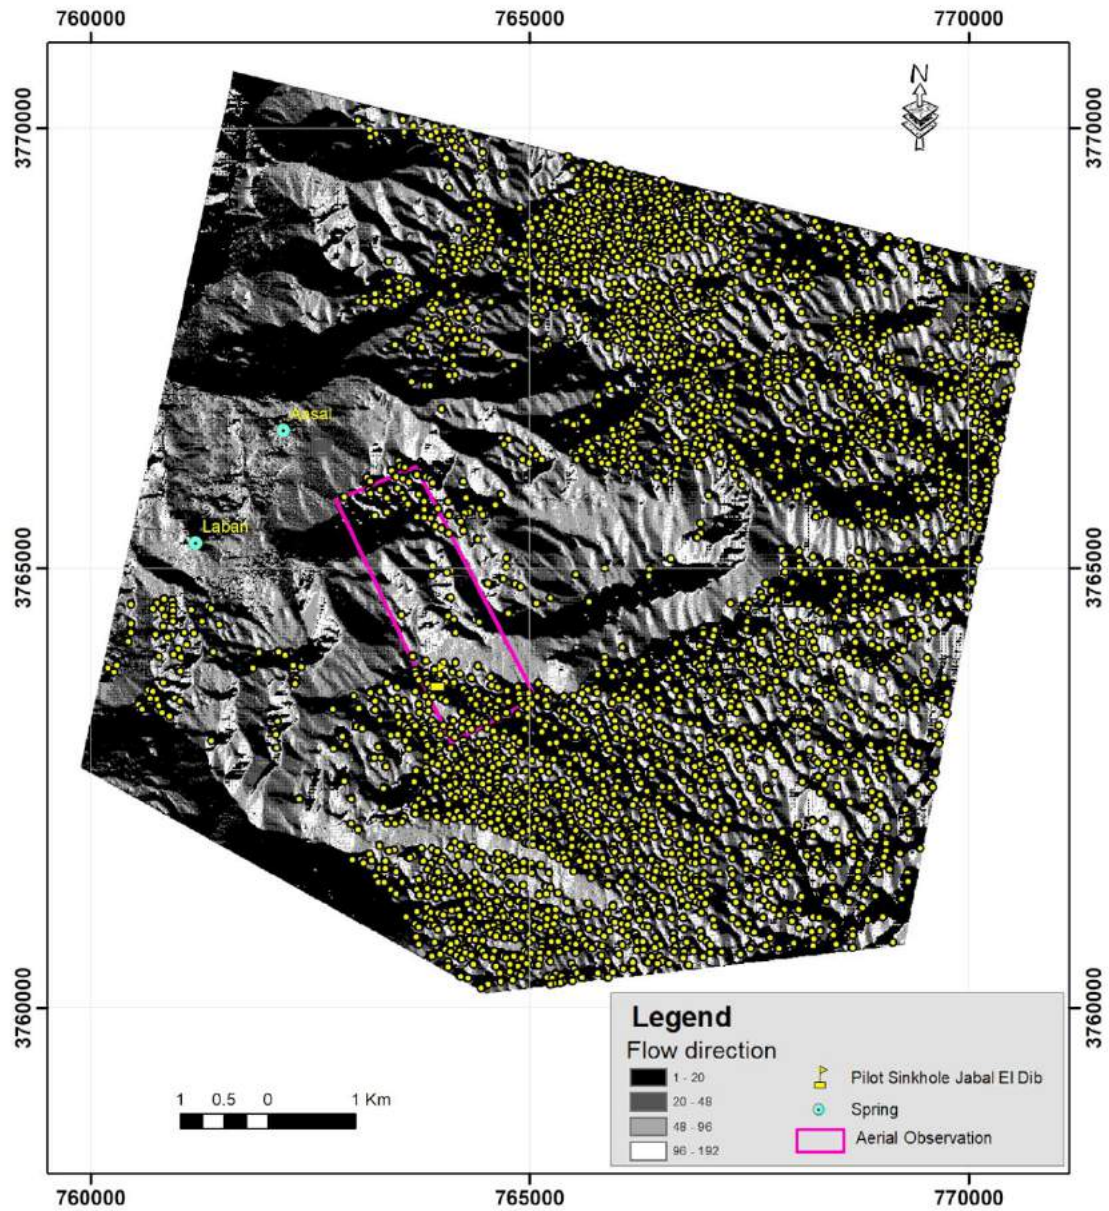 760000 765000 770000
N
3770000 3770000
Assal
Laban
3765000 3765000
3760000 3760000
Legend
Flow direction
1 - 20
20 - 48
48 - 96
96 - 192
Pilot Sinkhole Jabal El Dib
Spring
Aerial Observation
1 0.5 0 1 Km
760000 765000 770000